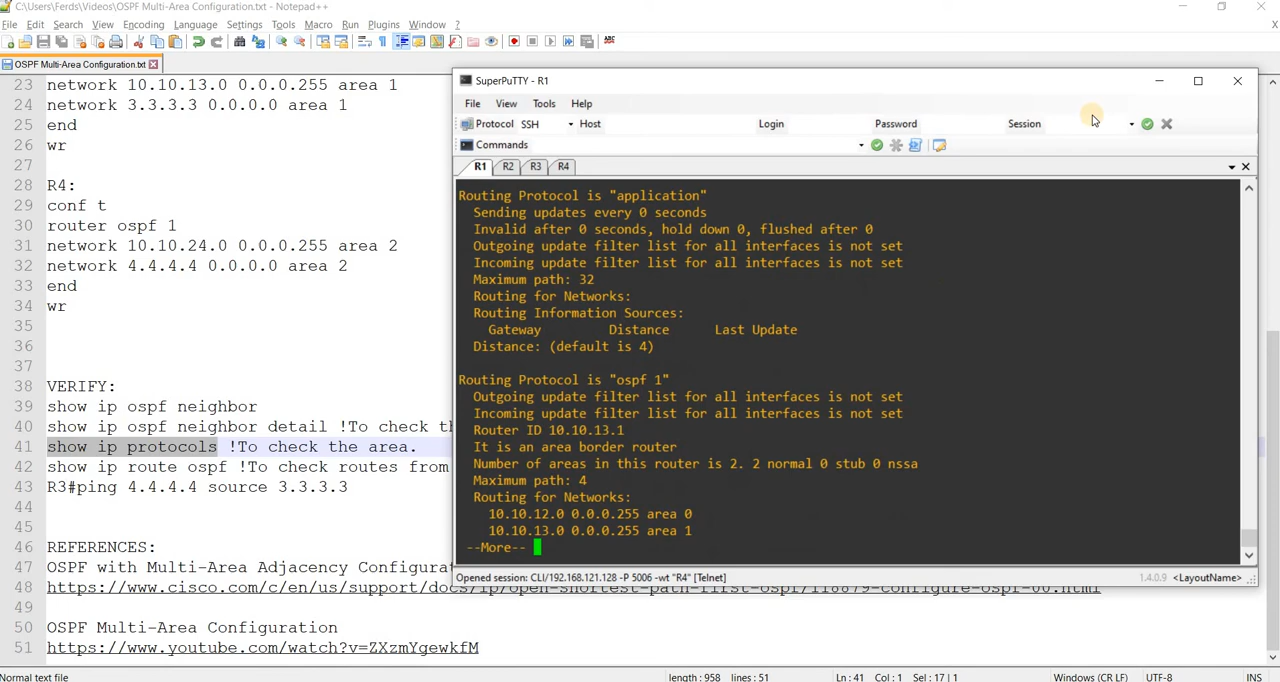 C:\Users\Ferds\Videos\OSPF Multi-Area Configuration.txt - Notepad++
File Edit Search View Encoding Language Settings Tools Macro Run Plugins Window ?
OSPF Multi-Area Configuration.txt
23 network 10.10.13.0 0.0.0.255 area 1
24 network 3.3.3.3 0.0.0.0 area 1
25 end
26 wr
27
28 R4:
29 conf t
30 router ospf 1
31 network 10.10.24.0 0.0.0.255 area 2
32 network 4.4.4.4 0.0.0.0 area 2
33 end
34 wr
35
36
37
38 VERIFY:
39 show ip ospf neighbor
40 show ip ospf neighbor detail !To check th
41 show ip protocols !To check the area.
42 show ip route ospf !To check routes from
43 R3#ping 4.4.4.4 source 3.3.3.3
44
45
46 REFERENCES:
47 OSPF with Multi-Area Adjacency Configurat
48 https://www.cisco.com/c/en/us/support/docs/ip/open-shortest-path-first-ospf/118879-configure-ospf-00.html
49
50 OSPF Multi-Area Configuration
51 https://www.youtube.com/watch?v=ZXzmYgewkfM
SuperPuTTY - R1
File View Tools Help
Protocol SSH Host Login Password Session
Commands
R1 R2 R3 R4
Routing Protocol is "application"
Sending updates every 0 seconds
Invalid after 0 seconds, hold down 0, flushed after 0
Outgoing update filter list for all interfaces is not set
Incoming update filter list for all interfaces is not set
Maximum path: 32
Routing for Networks:
Routing Information Sources:
Gateway Distance Last Update
Distance: (default is 4)
Routing Protocol is "ospf 1"
Outgoing update filter list for all interfaces is not set
Incoming update filter list for all interfaces is not set
Router ID 10.10.13.1
It is an area border router
Number of areas in this router is 2. 2 normal 0 stub 0 nssa
Maximum path: 4
Routing for Networks:
10.10.12.0 0.0.0.255 area 0
10.10.13.0 0.0.0.255 area 1
--More--
Opened session: CLI/192.168.121.128 -P 5006 -wt "R4" [Telnet] 1.4.0.9 <LayoutName>
Normal text file length : 958 lines : 51 Ln : 41 Col : 1 Sel : 17 | 1 Windows (CR LF) UTF-8 INS